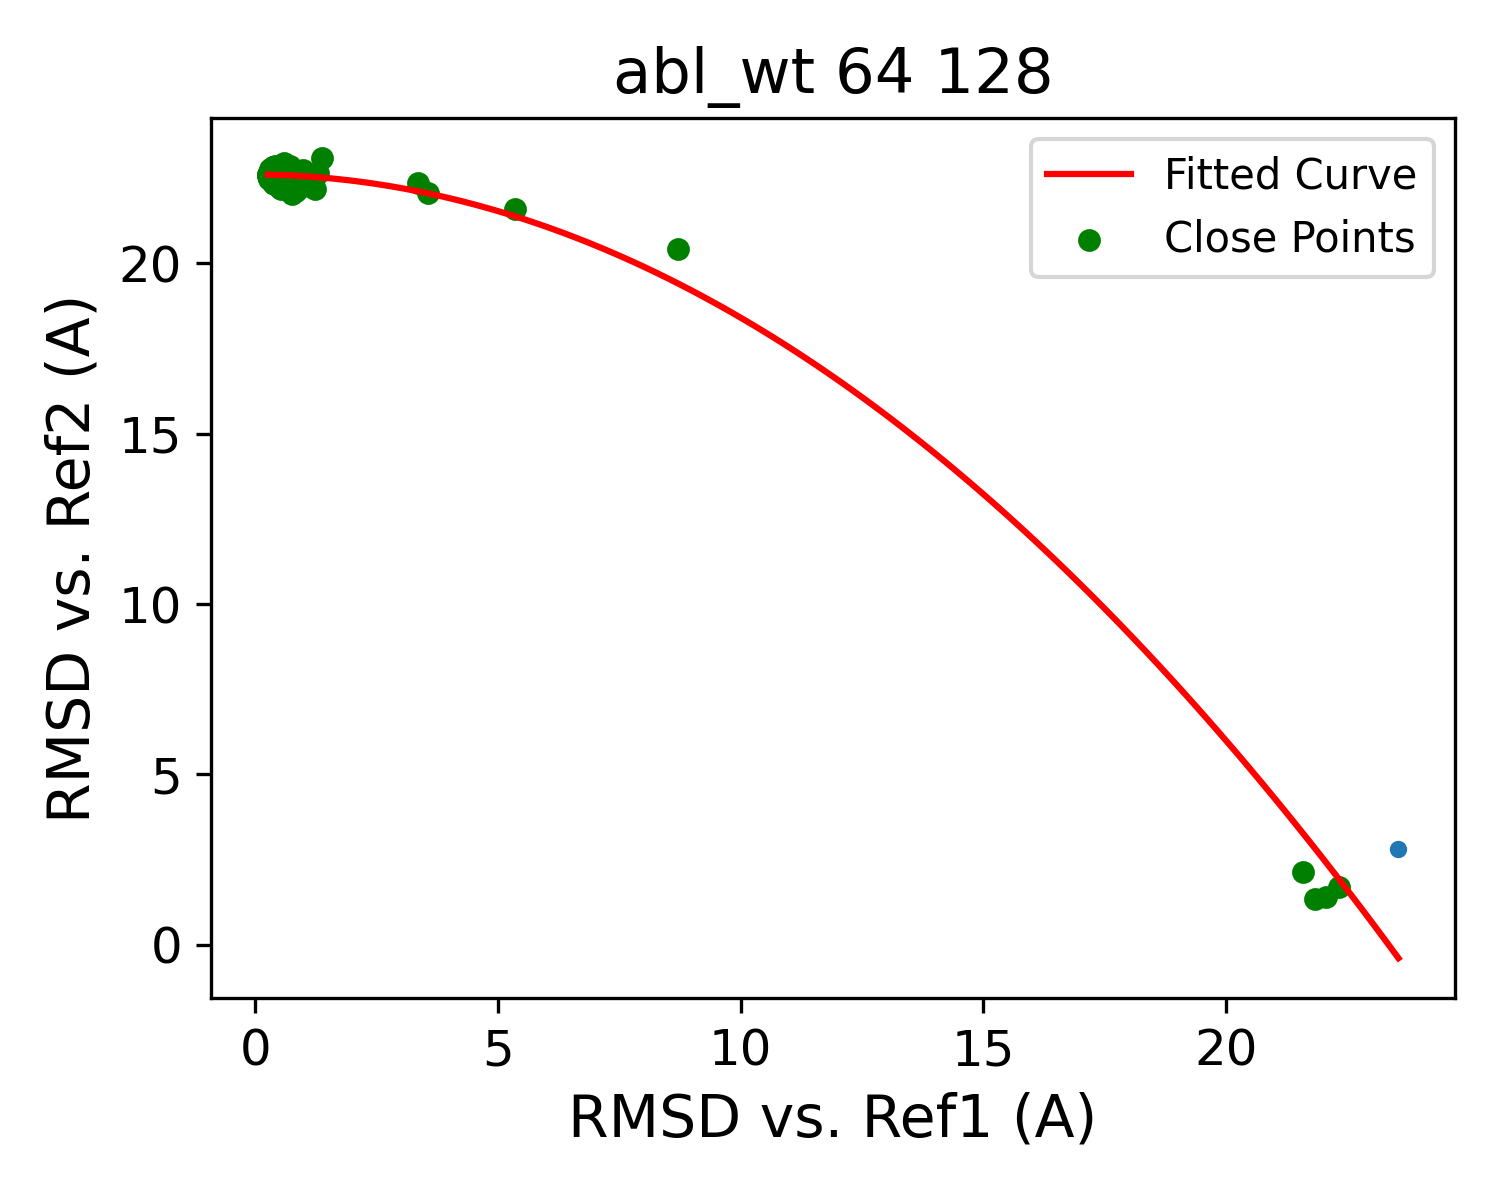 abl_wt 64 128
Fitted Curve
Close Points
RMSD vs. Ref2 (A)
20
15
10
5
0
0 5 10 15 20
RMSD vs. Ref1 (A)